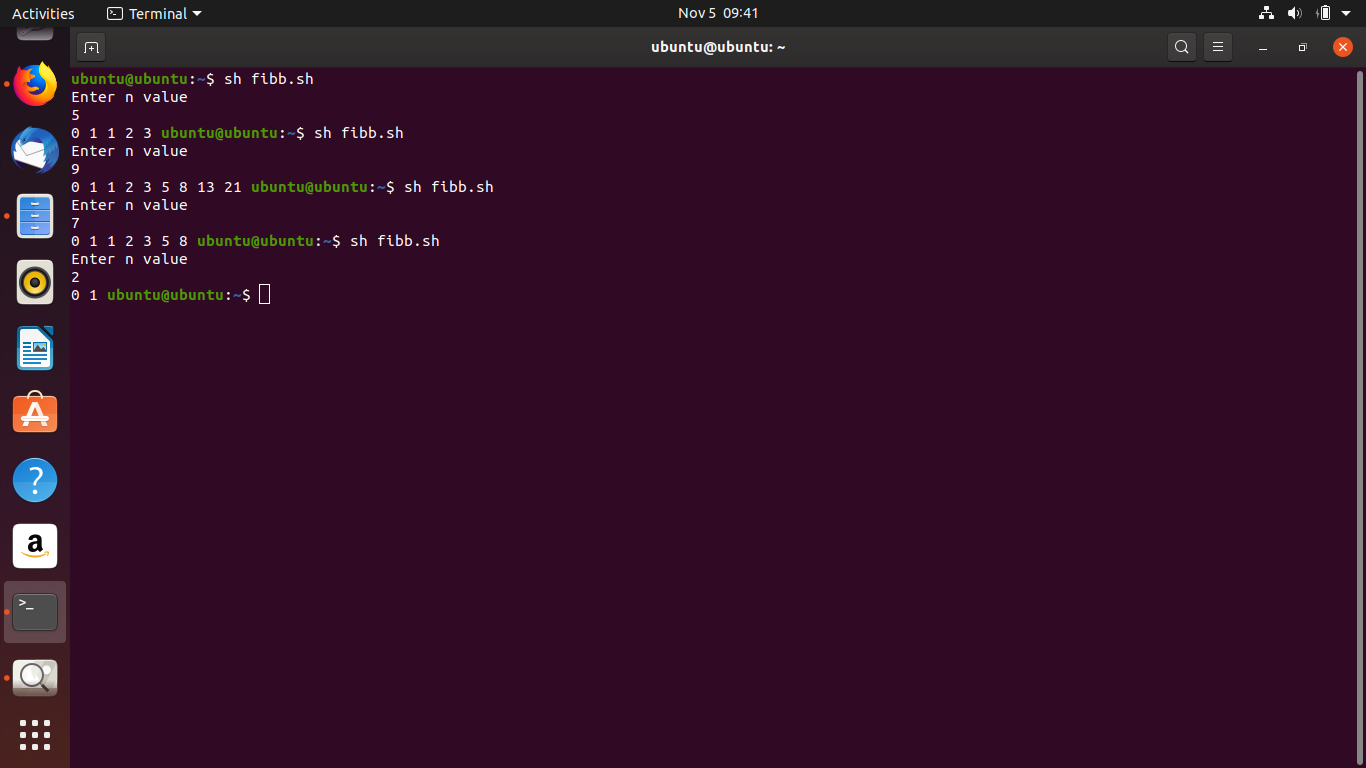 Activities Terminal Nov 5 09:41
ubuntu@ubuntu: ~
ubuntu@ubuntu:~$ sh fibb.sh
Enter n value
5
0 1 1 2 3 ubuntu@ubuntu:~$ sh fibb.sh
Enter n value
9
0 1 1 2 3 5 8 13 21 ubuntu@ubuntu:~$ sh fibb.sh
Enter n value
7
0 1 1 2 3 5 8 ubuntu@ubuntu:~$ sh fibb.sh
Enter n value
2
0 1 ubuntu@ubuntu:~$